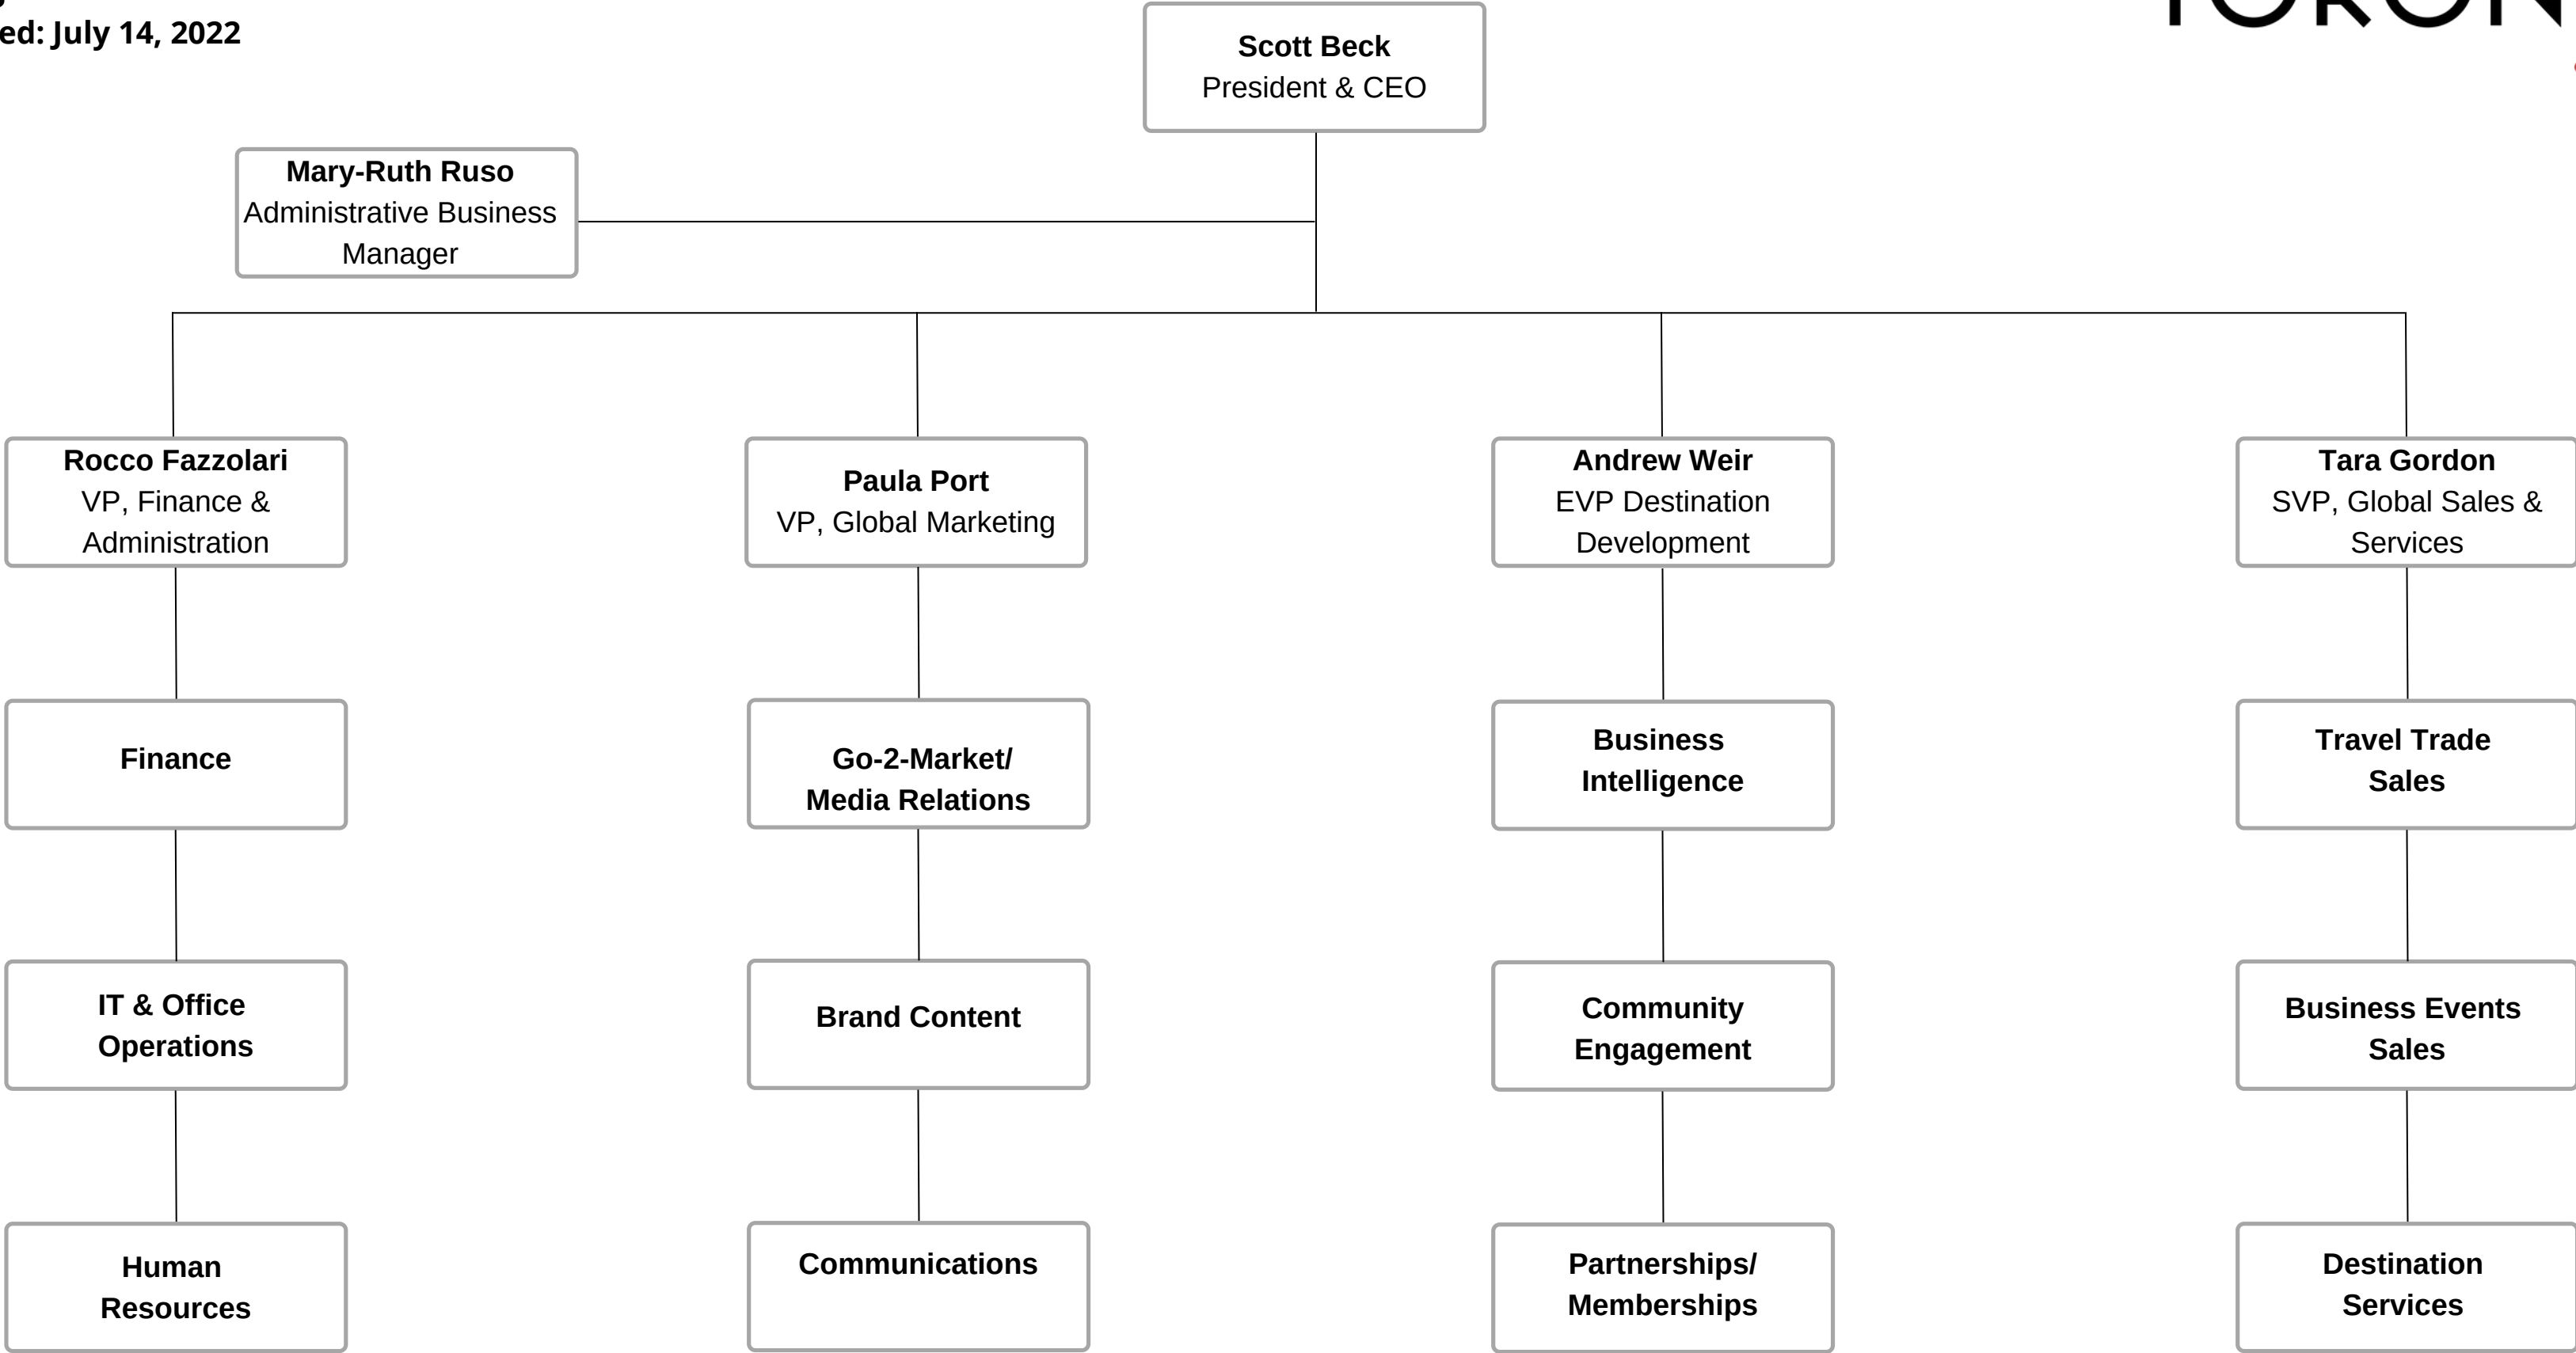 ed: July 14, 2022
Scott Beck
President & CEO
Mary-Ruth Ruso
Administrative Business
Manager
Rocco Fazzolari
VP, Finance &
Administration
Paula Port
VP, Global Marketing
Andrew Weir
EVP Destination
Development
Tara Gordon
SVP, Global Sales &
Services
Finance
Go-2-Market/
Media Relations
Business
Intelligence
Travel Trade
Sales
IT & Office
Operations
Brand Content
Community
Engagement
Business Events
Sales
Human
Resources
Communications
Partnerships/
Memberships
Destination
Services